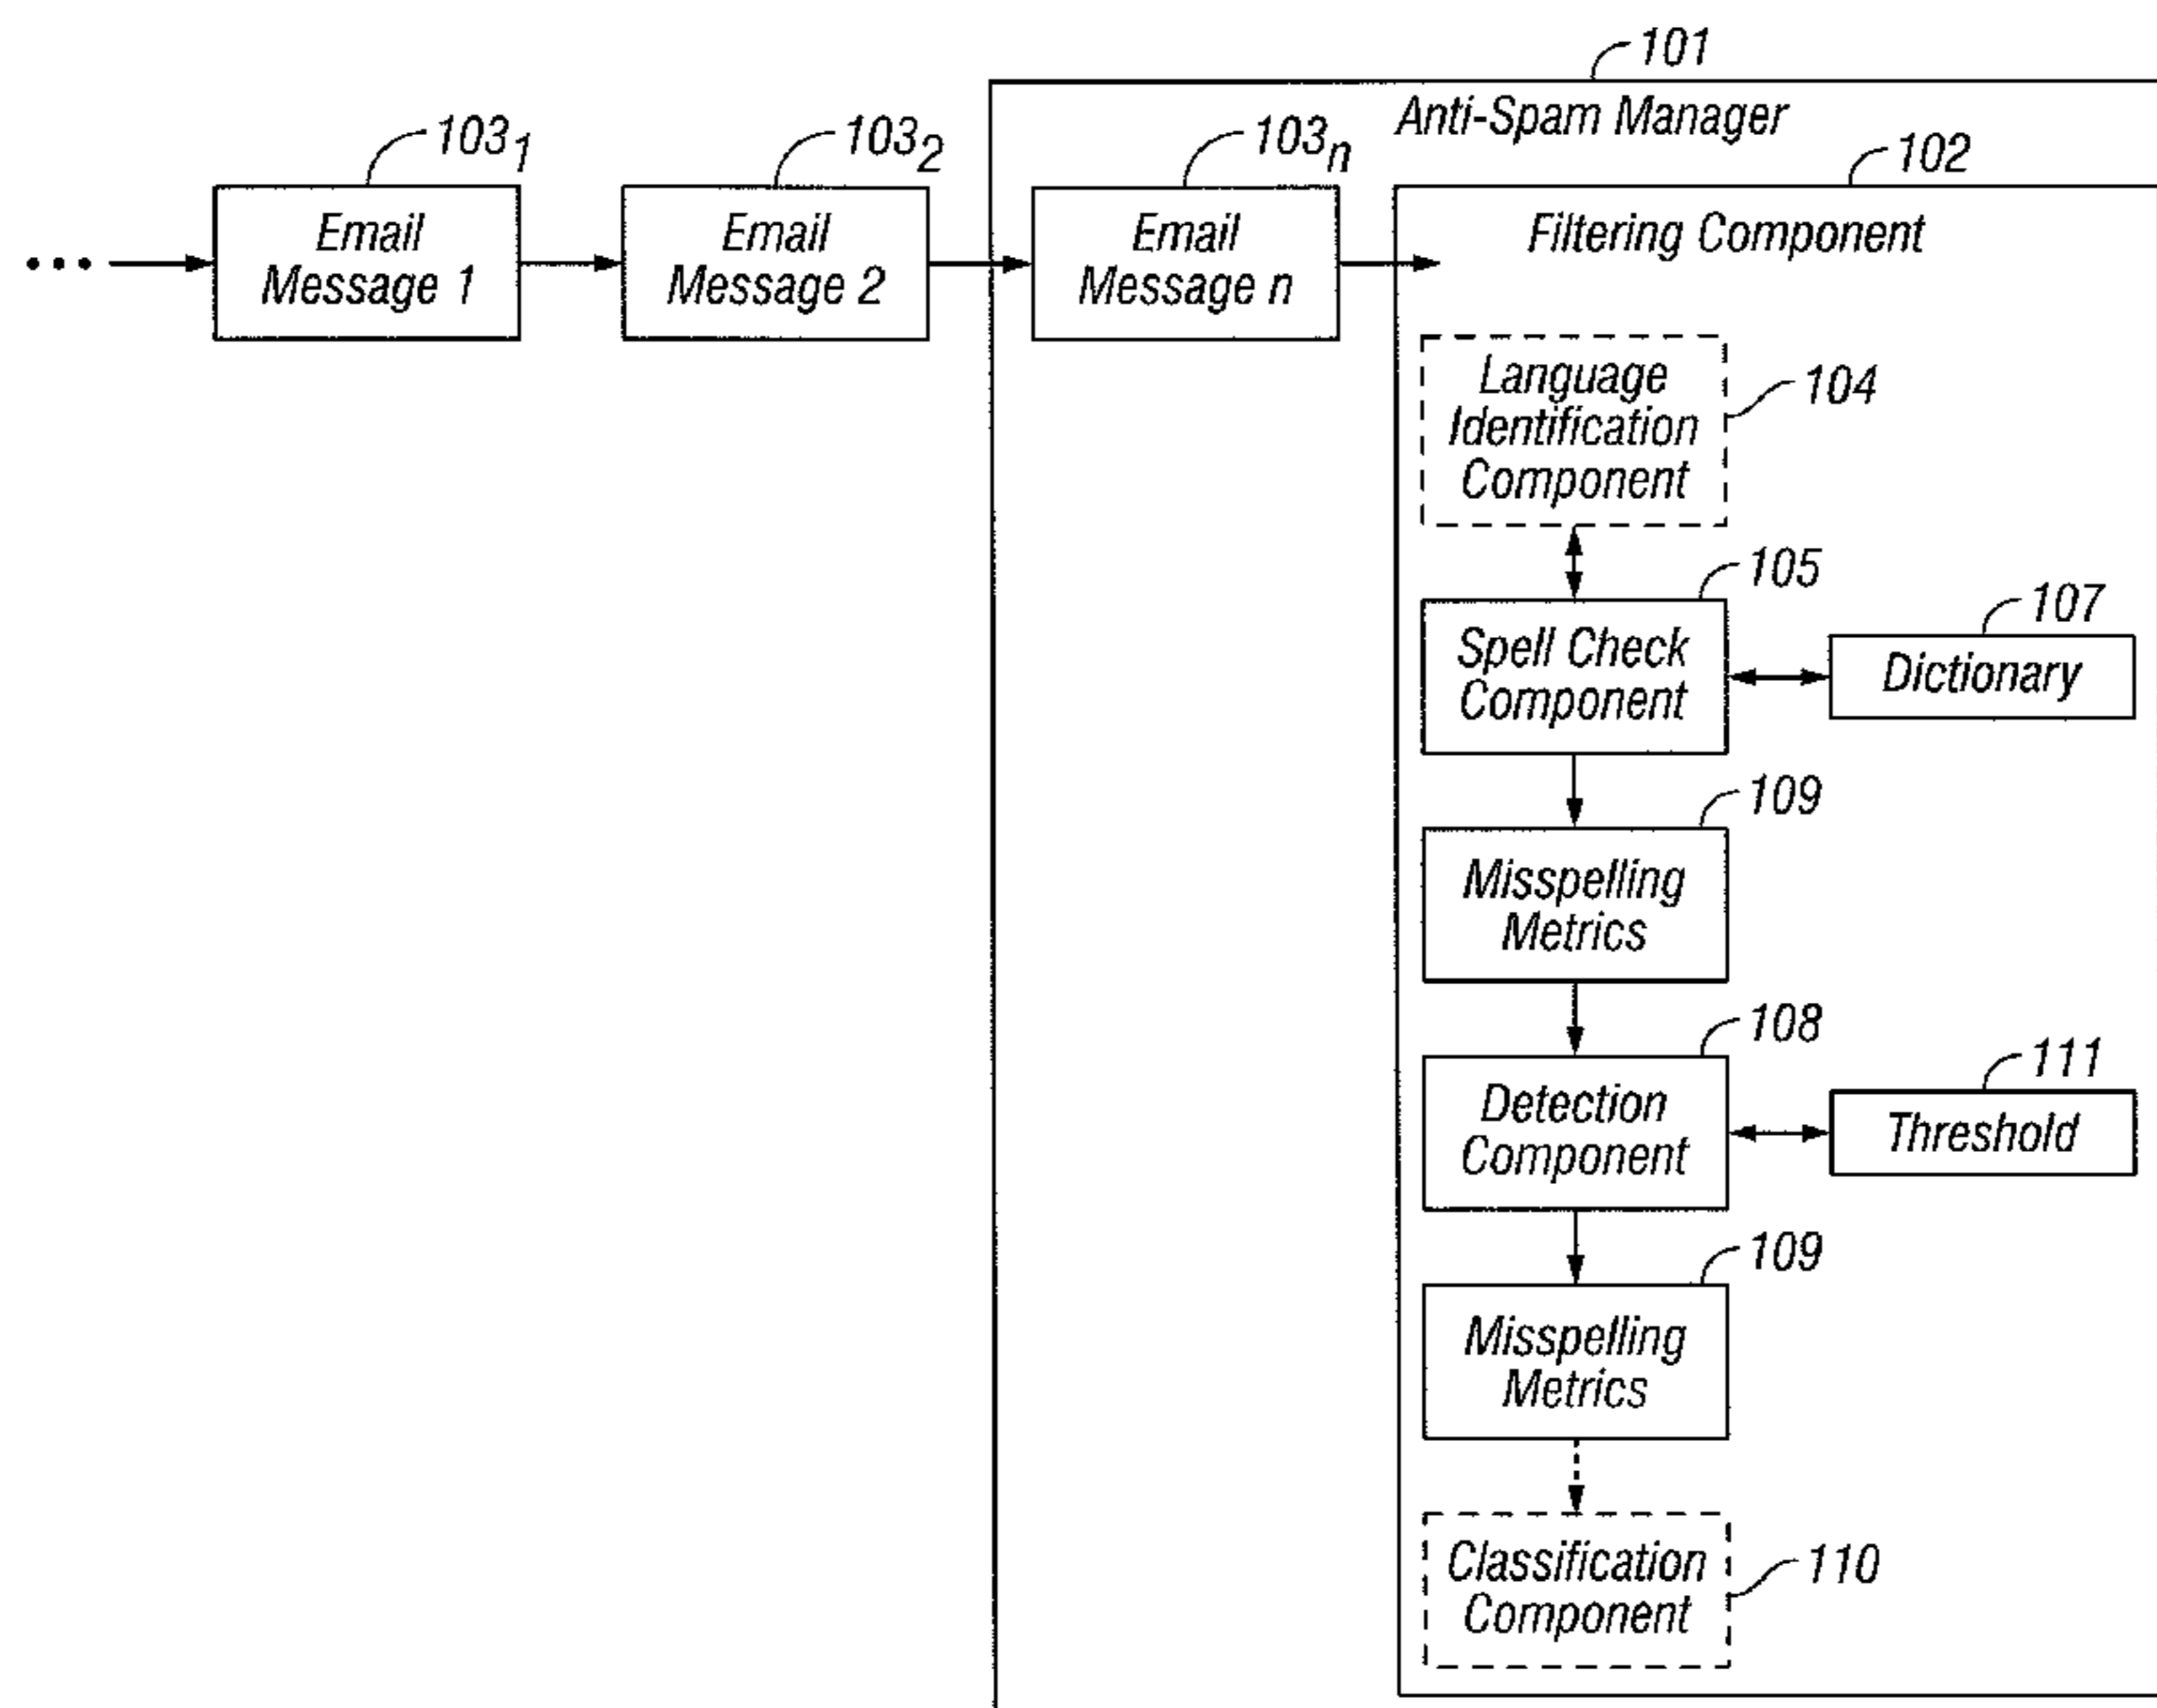 101
Anti-Spam Manager
103₁
103₂
103ₙ
102
Email
Message 1
Email
Message 2
Email
Message n
Filtering Component
• • •
Language
Identification
Component
104
105
Spell Check
Component
107
Dictionary
109
Misspelling
Metrics
108
Detection
Component
111
Threshold
109
Misspelling
Metrics
Classification
Component
110